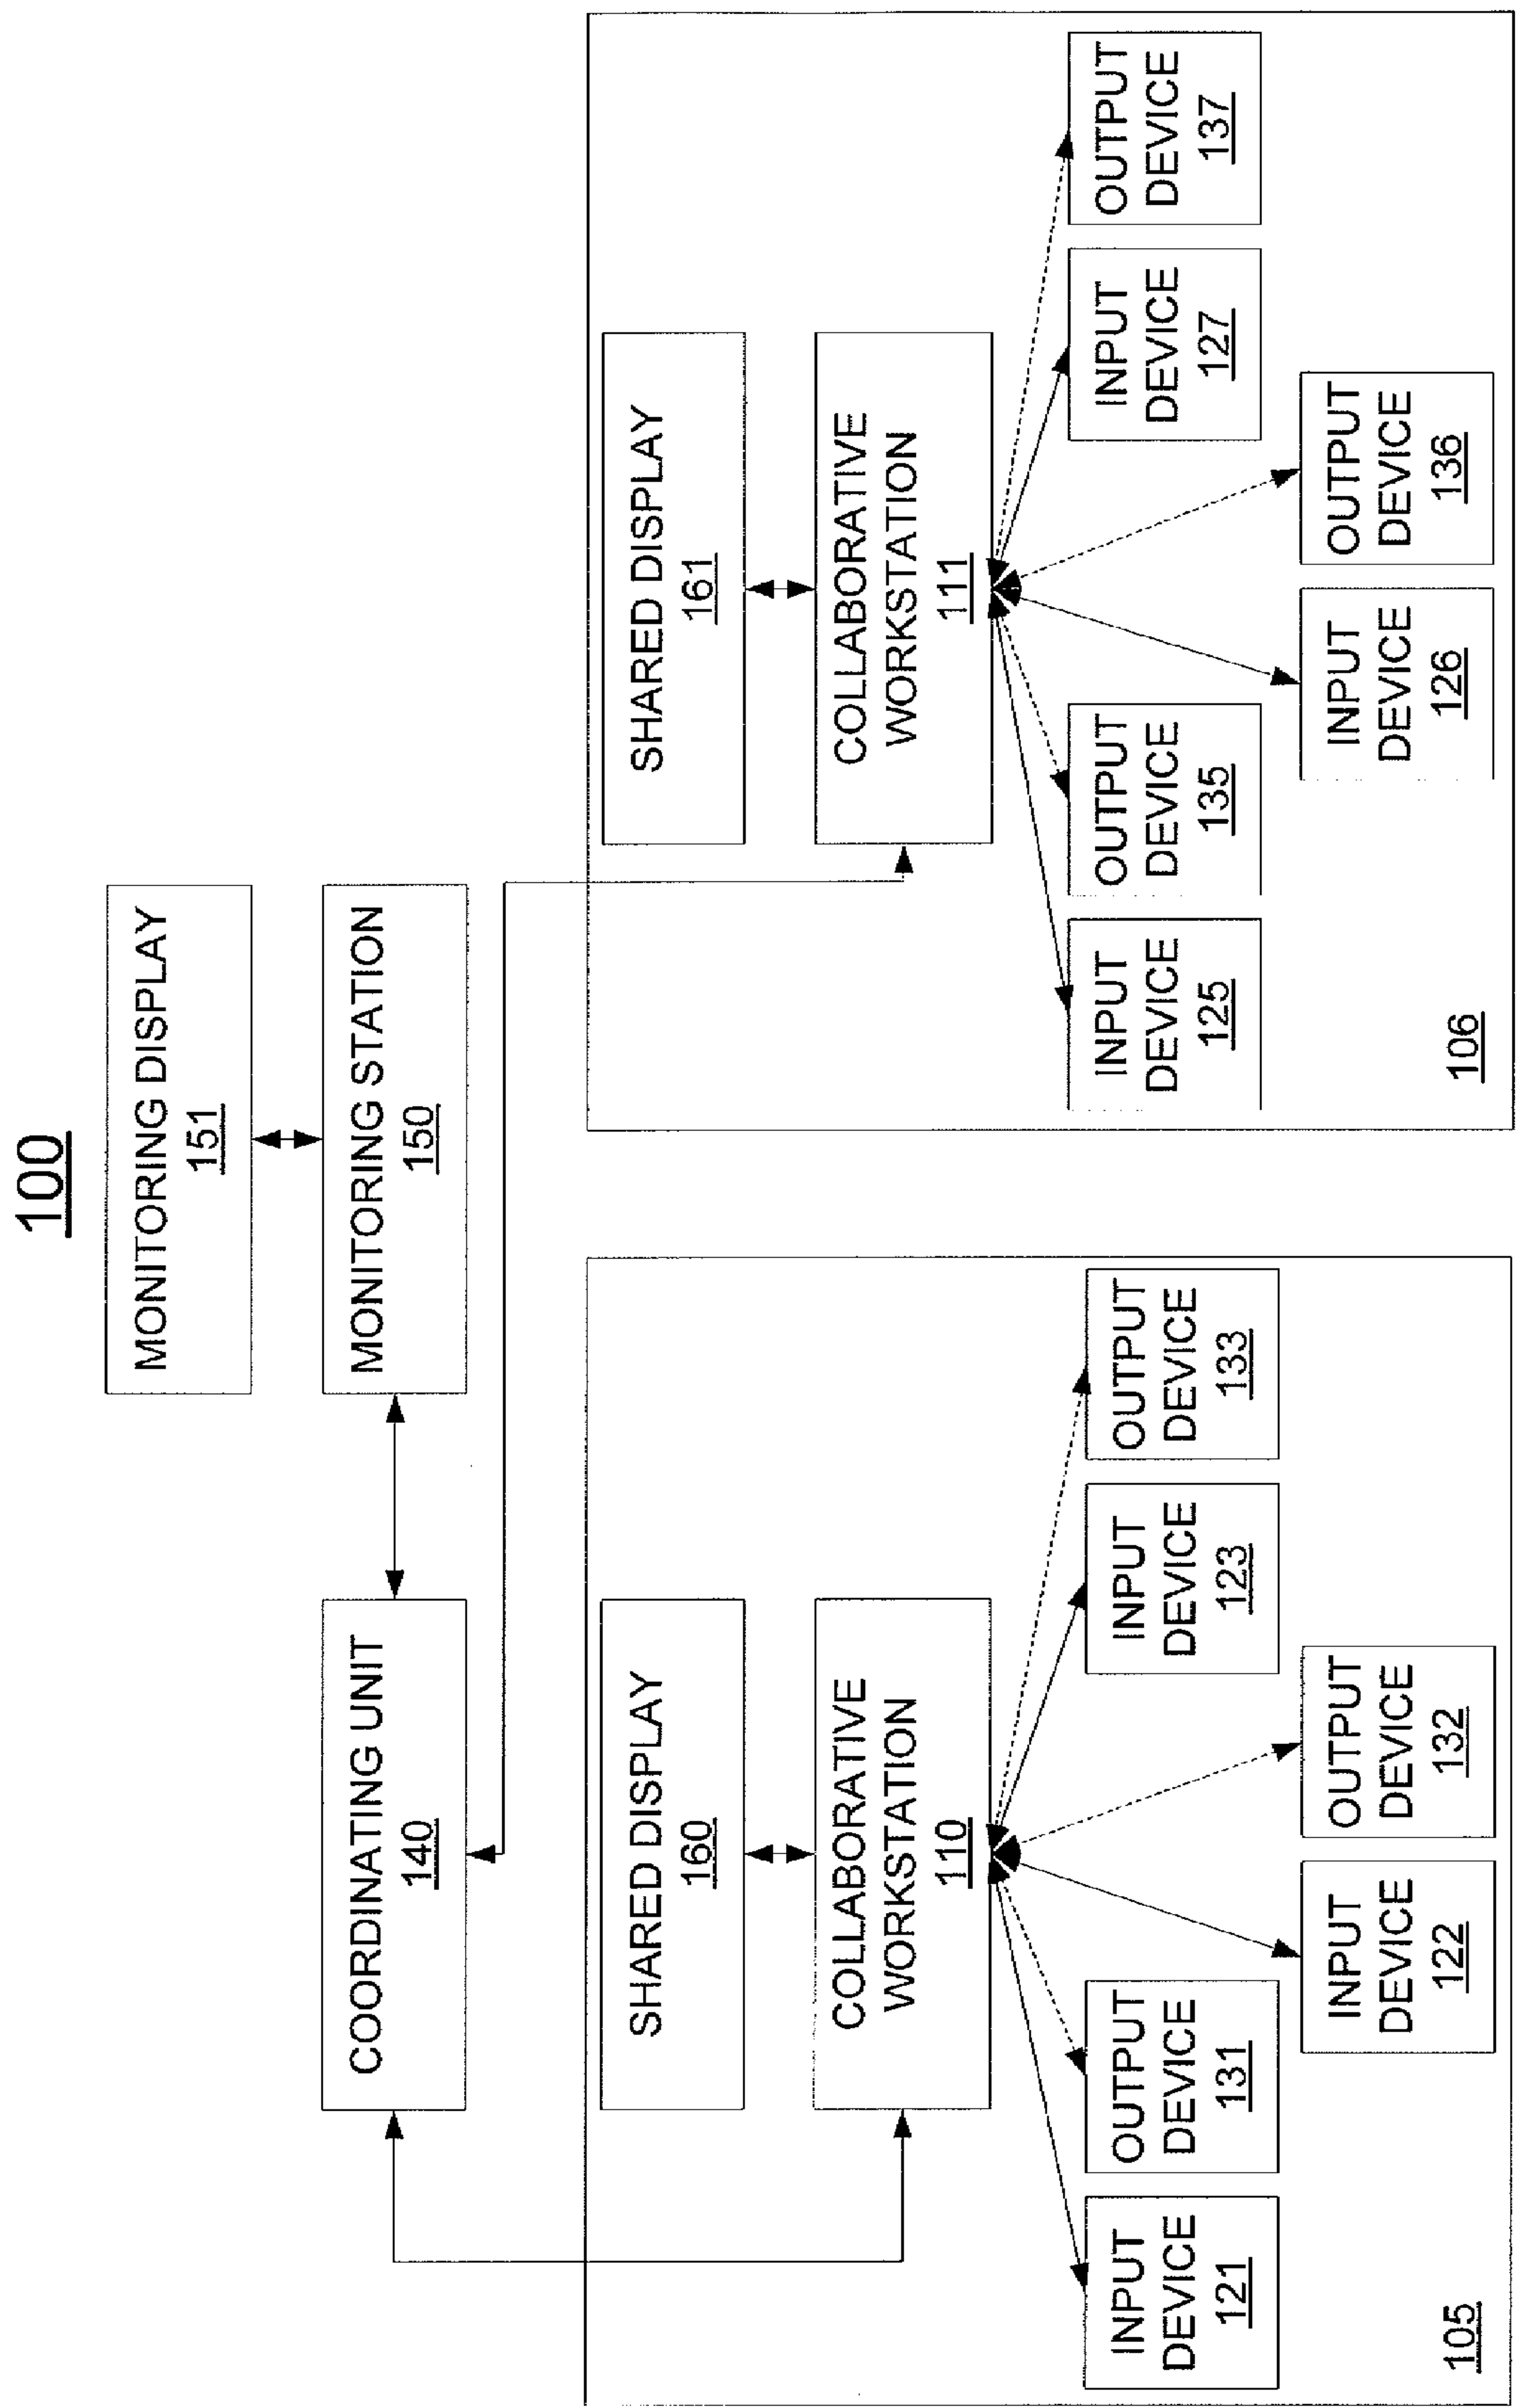 100
MONITORING DISPLAY
151
COORDINATING UNIT
140
MONITORING STATION
150
SHARED DISPLAY
160
COLLABORATIVE
WORKSTATION
110
INPUT
DEVICE
121
OUTPUT
DEVICE
131
INPUT
DEVICE
122
OUTPUT
DEVICE
132
INPUT
DEVICE
123
OUTPUT
DEVICE
133
105
SHARED DISPLAY
161
COLLABORATIVE
WORKSTATION
111
INPUT
DEVICE
125
OUTPUT
DEVICE
135
INPUT
DEVICE
126
OUTPUT
DEVICE
136
INPUT
DEVICE
127
OUTPUT
DEVICE
137
106